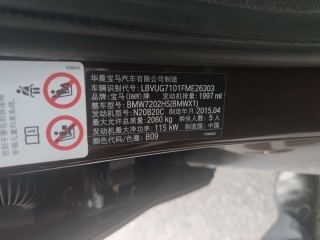 华晨宝马汽车有限公司制造
车辆识别代号: LBVUG7101FME26303
品牌: 宝马(BMW)牌 发动机排量: 1997 ml
整车型号: BMW7202HS(BMWX1)
发动机型号: N20B20C 制造年月: 2015.04
最大允许总质量: 2060 kg 乘坐人数: 5 人
发动机最大净功率: 115 kW 制造国: 中国
颜色代码/色圈: B09